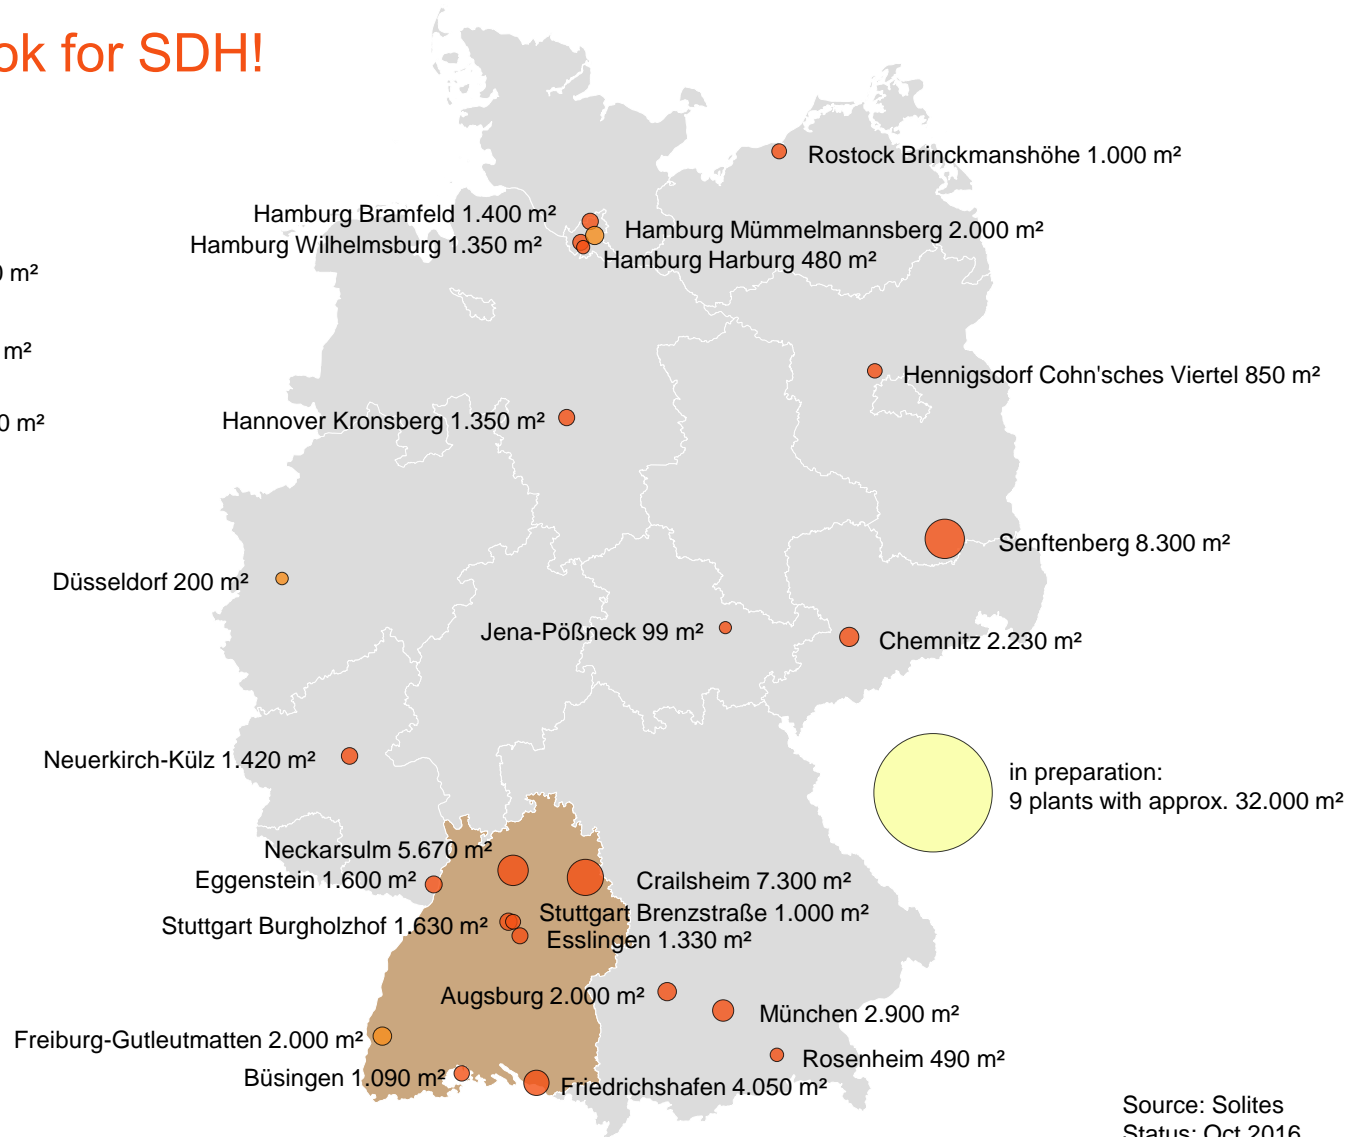 ok for SDH!
Rostock Brinckmanshöhe 1.000 m²
Hamburg Bramfeld 1.400 m²
Hamburg Mümmelmannsberg 2.000 m²
Hamburg Wilhelmsburg 1.350 m²
Hamburg Harburg 480 m²
0 m²
m²
Hennigsdorf Cohn'sches Viertel 850 m²
0 m²
Hannover Kronsberg 1.350 m²
Senftenberg 8.300 m²
Düsseldorf 200 m²
Jena-Pößneck 99 m²
Chemnitz 2.230 m²
Neuerkirch-Külz 1.420 m²
in preparation:
9 plants with approx. 32.000 m²
Neckarsulm 5.670 m²
Eggenstein 1.600 m²
Crailsheim 7.300 m²
Stuttgart Brenzstraße 1.000 m²
Stuttgart Burgholzhof 1.630 m²
Esslingen 1.330 m²
Augsburg 2.000 m²
München 2.900 m²
Freiburg-Gutleutmatten 2.000 m²
Rosenheim 490 m²
Büsingen 1.090 m²
Friedrichshafen 4.050 m²
Source: Solites
Status: Oct 2016